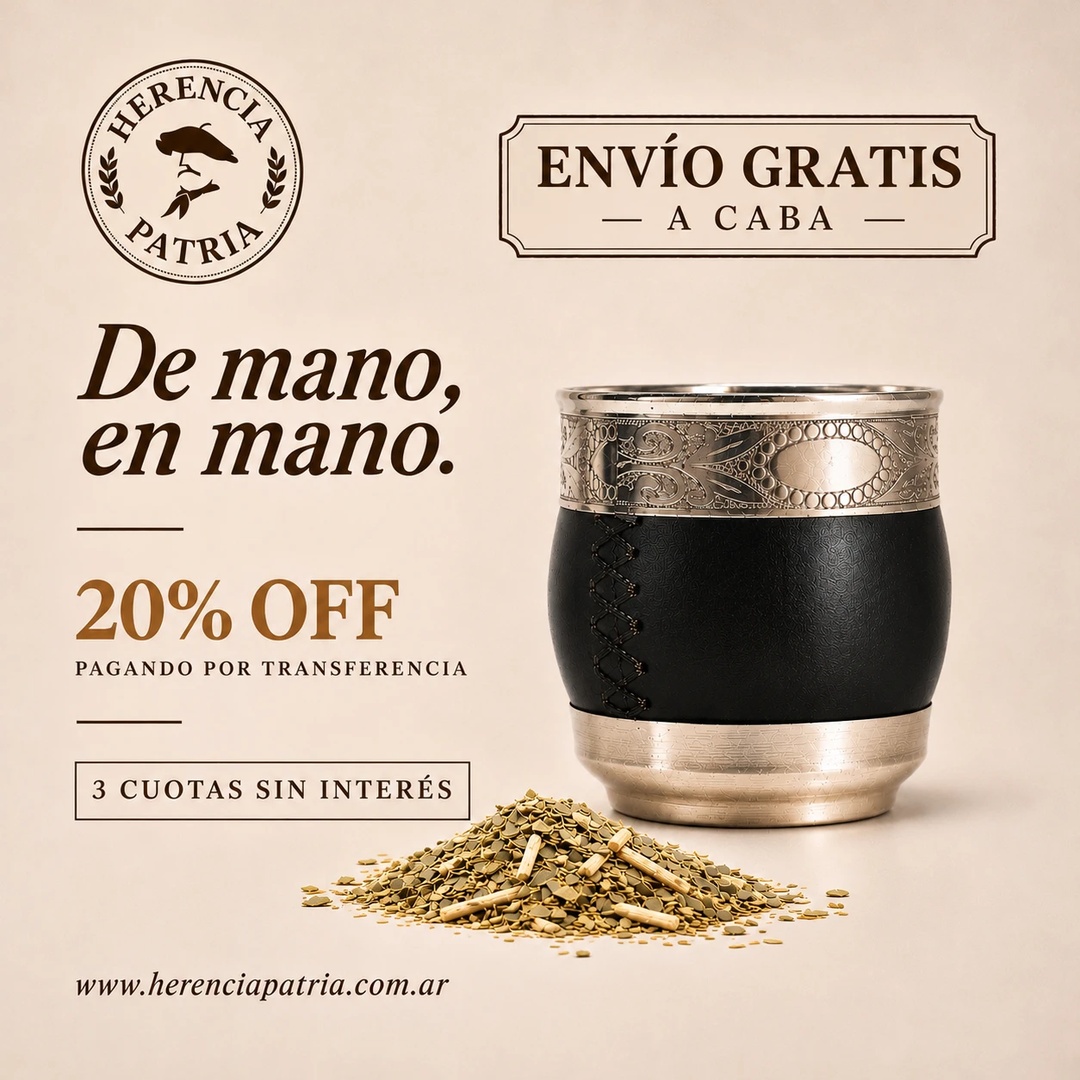 HERENCIA
PATRIA
ENVÍO GRATIS
A CABA
De mano,
en mano.
20% OFF
PAGANDO POR TRANSFERENCIA
3 CUOTAS SIN INTERÉS
www.herenciapatria.com.ar